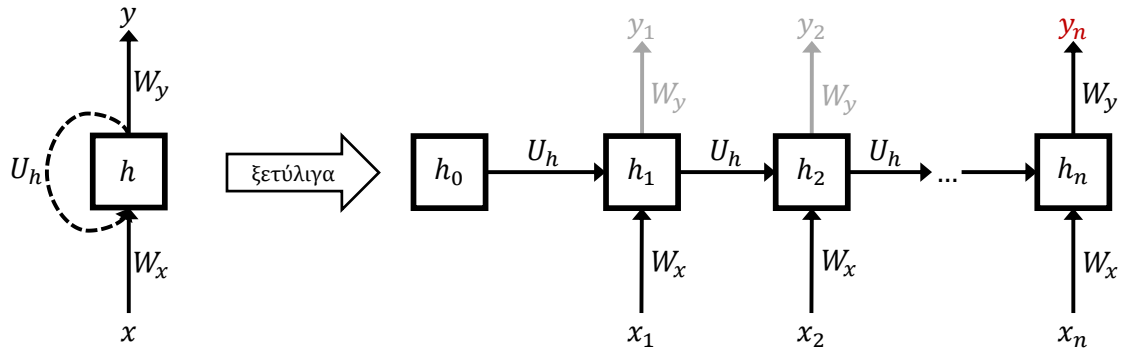 y
W_y
U_h
h
W_x
x
ξετύλιγα
y_1 y_2 y_n
W_y W_y W_y
U_h U_h U_h
h_0 h_1 h_2 ... h_n
W_x W_x W_x
x_1 x_2 x_n